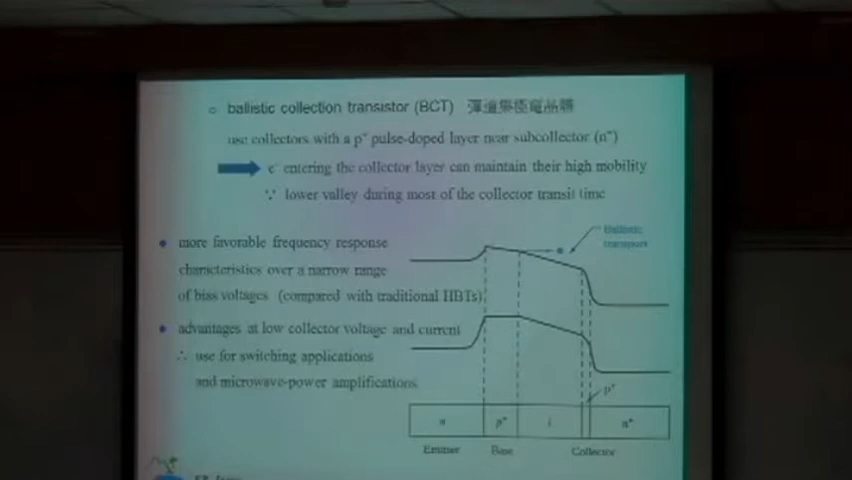 ballistic collection transistor (BCT) 彈道集極電晶體
use collectors with a p⁺ pulse-doped layer near subcollector (n⁺)
e⁻ entering the collector layer can maintain their high mobility
∵ lower valley during most of the collector transit time
more favorable frequency response
characteristics over a narrow range
of bias voltages (compared with traditional HBTs)
advantages at low collector voltage and current
∴ use for switching applications
and microwave-power amplifications
Ballistic
transport
p⁺
n p⁺ i n⁺
Emitter Base Collector